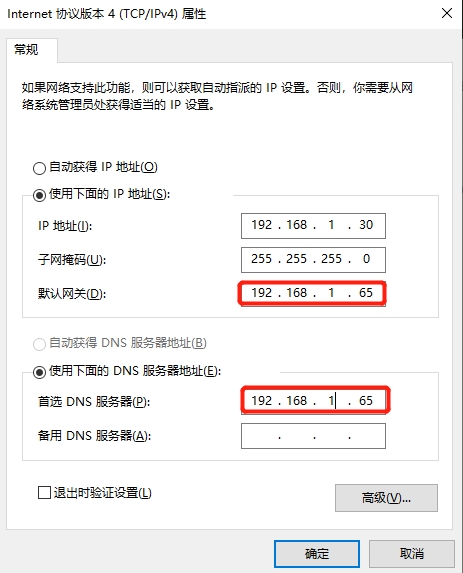 Internet 协议版本 4 (TCP/IPv4) 属性
常规
如果网络支持此功能，则可以获取自动指派的 IP 设置。否则，你需要从网
络系统管理员处获得适当的 IP 设置。
自动获得 IP 地址(O)
使用下面的 IP 地址(S):
IP 地址(I): 192 . 168 . 1 . 30
子网掩码(U): 255 . 255 . 255 . 0
默认网关(D): 192 . 168 . 1 . 65
自动获得 DNS 服务器地址(B)
使用下面的 DNS 服务器地址(E):
首选 DNS 服务器(P): 192 . 168 . 1 . 65
备用 DNS 服务器(A): . . .
退出时验证设置(L)
高级(V)...
确定 取消